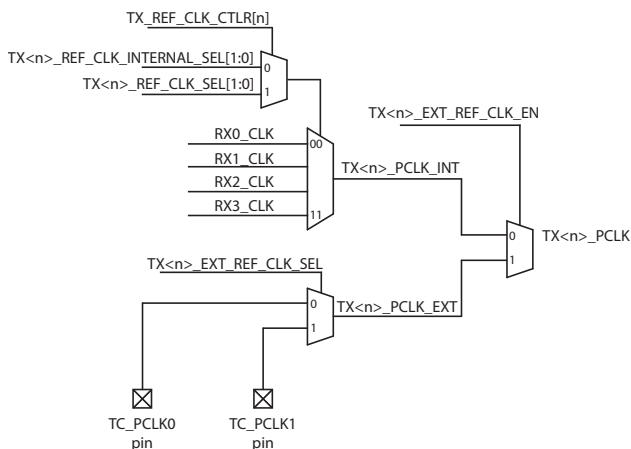 TX_REF_CLK_CTLR[n]
TX<n>_REF_CLK_INTERNAL_SEL[1:0]
0
TX<n>_REF_CLK_SEL[1:0]
1
TX<n>_EXT_REF_CLK_EN
RX0_CLK
00
RX1_CLK
TX<n>_PCLK_INT
RX2_CLK
RX3_CLK
11
0
TX<n>_PCLK
1
TX<n>_EXT_REF_CLK_SEL
0
TX<n>_PCLK_EXT
1
TC_PCLK0
pin
TC_PCLK1
pin